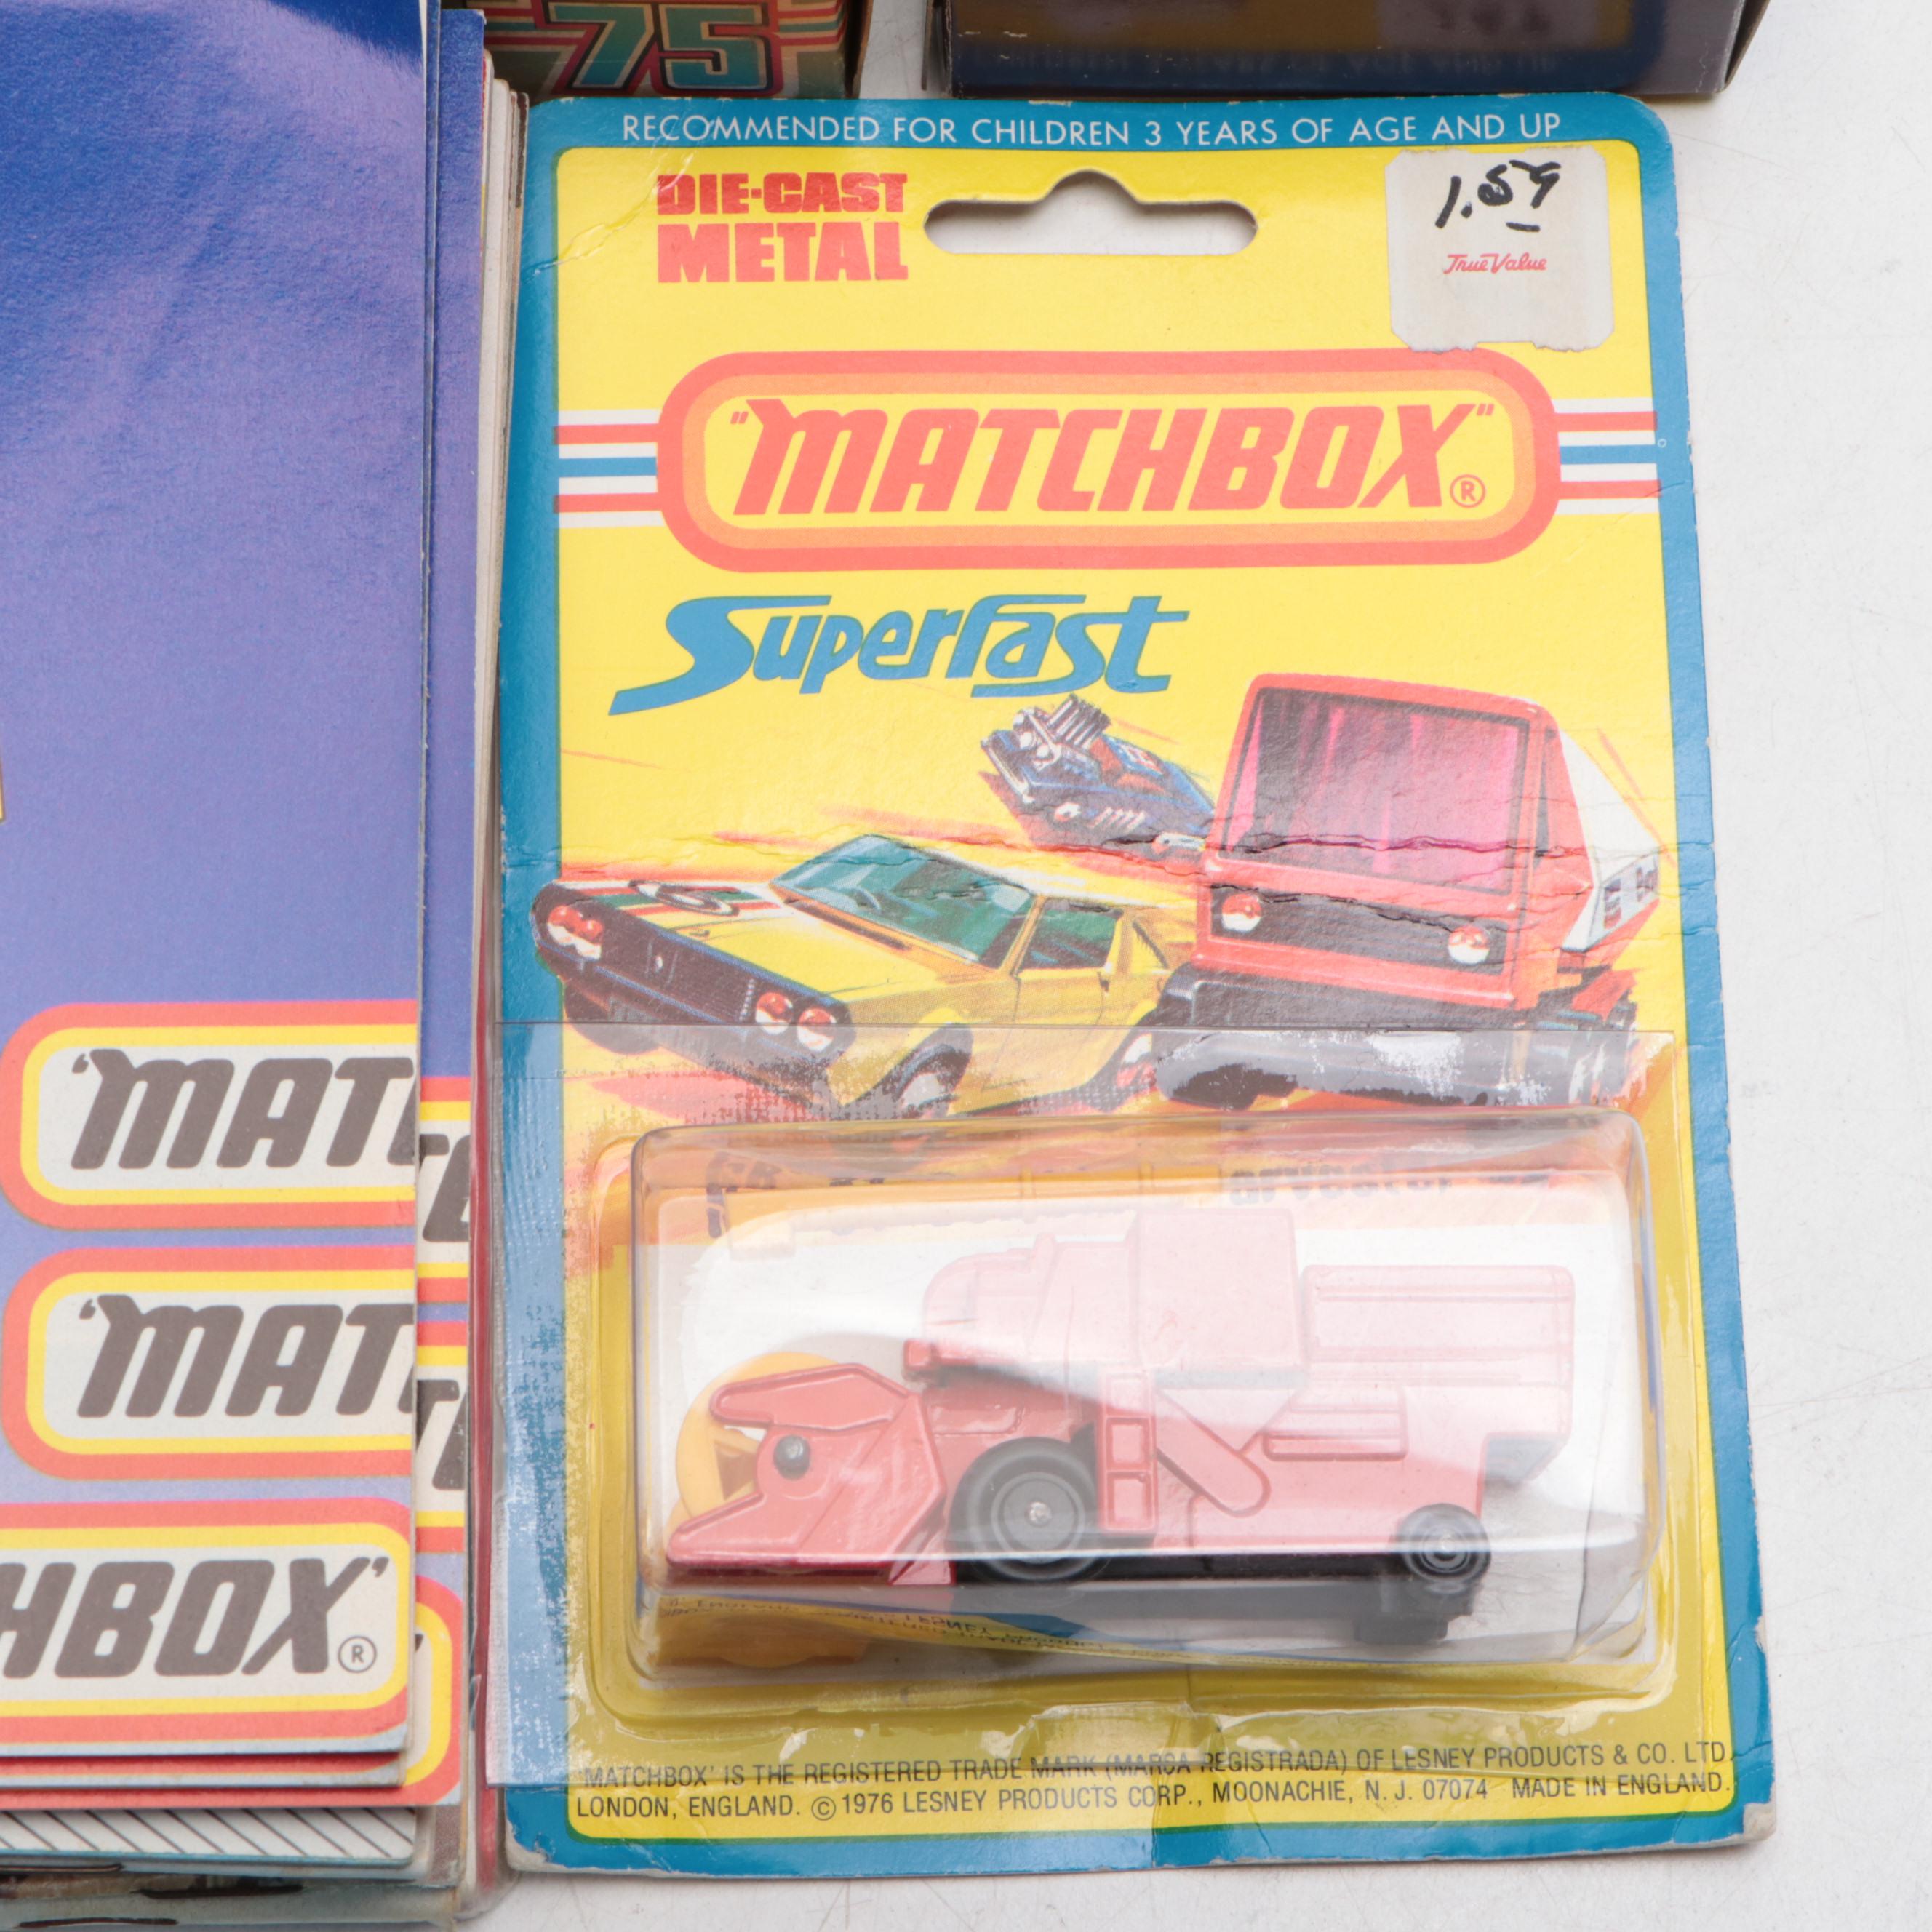 75
RECOMMENDED FOR CHILDREN 3 YEARS OF AGE AND UP
DIE-CAST
METAL
1.59
True Value
"MATCHBOX"®
Superfast
'MATC
'MAT
HBOX'®
'MATCHBOX' IS THE REGISTERED TRADE MARK (MARCA REGISTRADA) OF LESNEY PRODUCTS & CO. LTD.
LONDON, ENGLAND. © 1976 LESNEY PRODUCTS CORP., MOONACHIE, N. J. 07074 MADE IN ENGLAND.